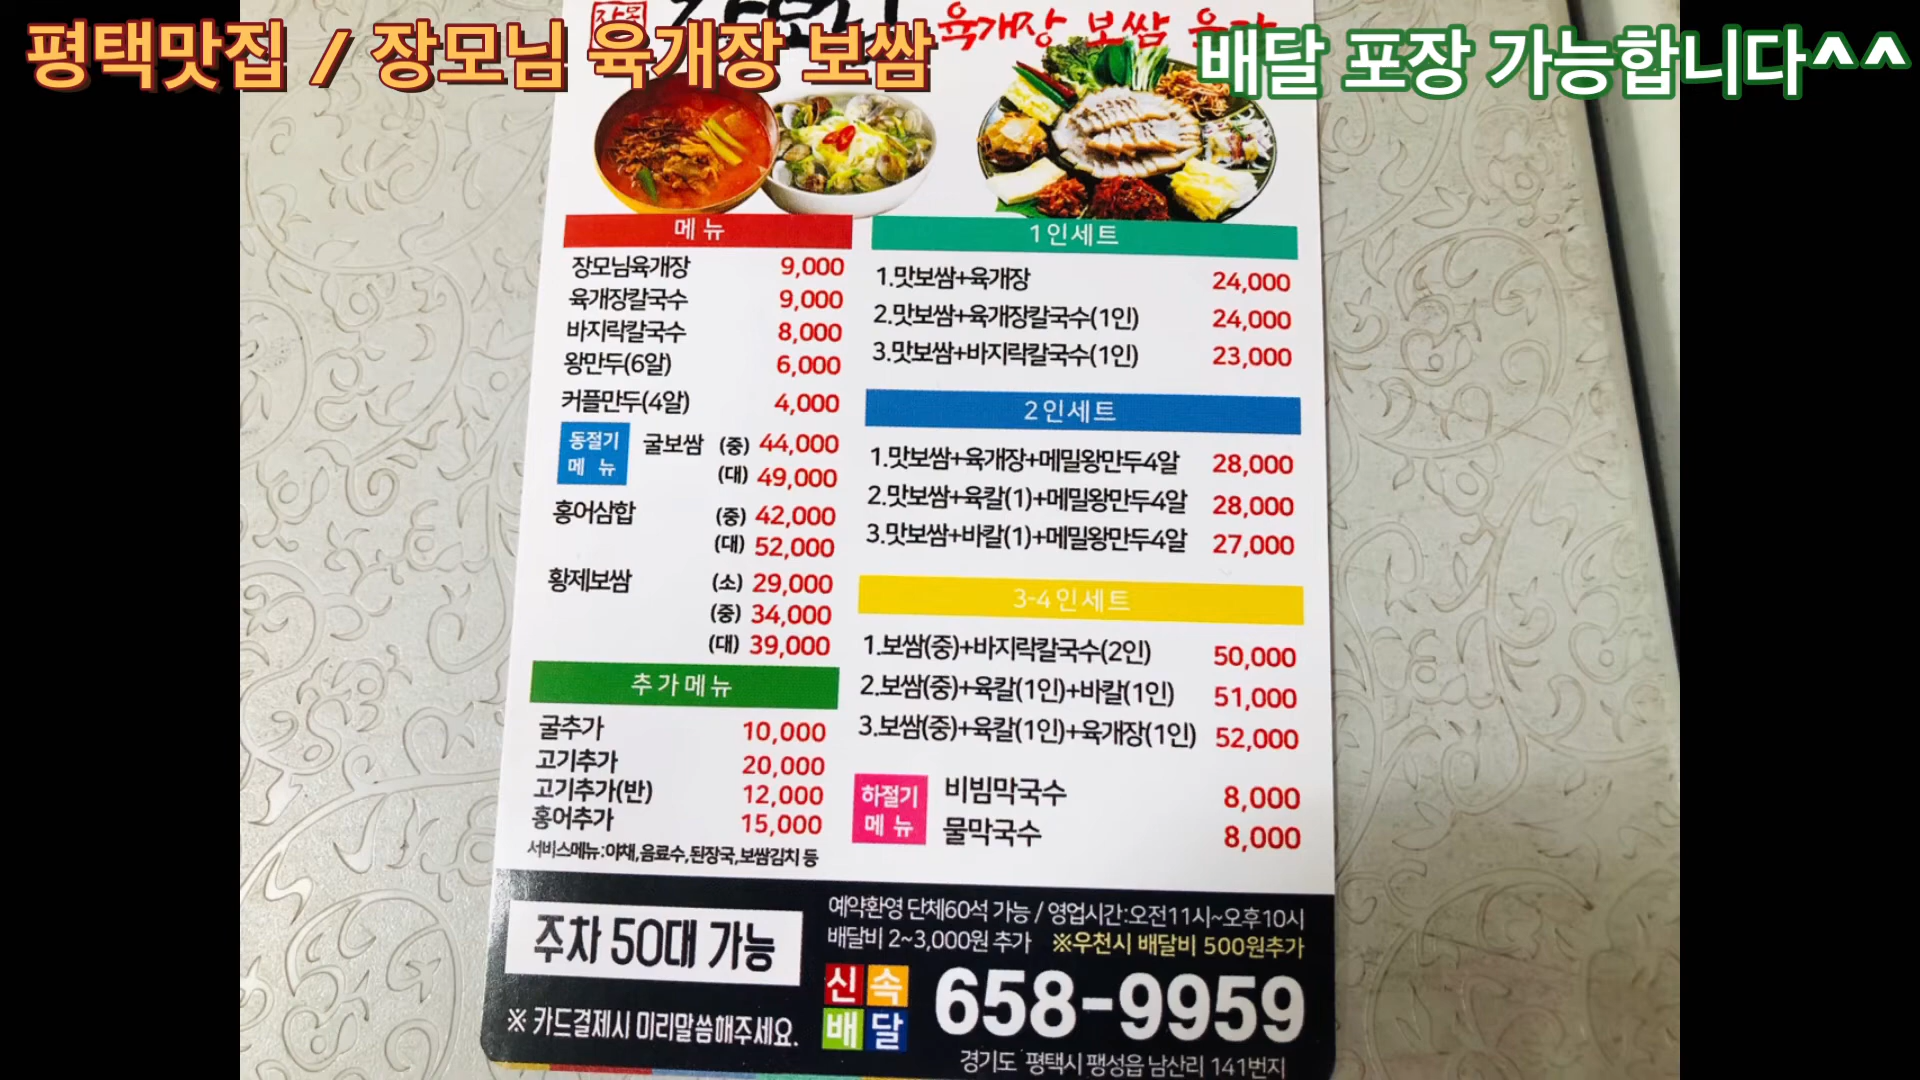 평택맛집 / 장모님 육개장 보쌈
배달 포장 가능합니다^^
육개장 보쌈
메뉴
장모님육개장 9,000
육개장칼국수 9,000
바지락칼국수 8,000
왕만두(6알) 6,000
커플만두(4알) 4,000
동절기 메뉴
굴보쌈 (중) 44,000
(대) 49,000
홍어삼합 (중) 42,000
(대) 52,000
황제보쌈 (소) 29,000
(중) 34,000
(대) 39,000
추가메뉴
굴추가 10,000
고기추가 20,000
고기추가(반) 12,000
홍어추가 15,000
서비스메뉴:야채,음료수,된장국,보쌈김치 등
1인세트
1.맛보쌈+육개장 24,000
2.맛보쌈+육개장칼국수(1인) 24,000
3.맛보쌈+바지락칼국수(1인) 23,000
2인세트
1.맛보쌈+육개장+메밀왕만두4알 28,000
2.맛보쌈+육칼(1)+메밀왕만두4알 28,000
3.맛보쌈+바칼(1)+메밀왕만두4알 27,000
3-4인세트
1.보쌈(중)+바지락칼국수(2인) 50,000
2.보쌈(중)+육칼(1인)+바칼(1인) 51,000
3.보쌈(중)+육칼(1인)+육개장(1인) 52,000
하절기 메뉴
비빔막국수 8,000
물막국수 8,000
주차 50대 가능
※ 카드결제시 미리말씀해주세요.
예약환영 단체60석 가능 / 영업시간:오전11시~오후10시
배달비 2~3,000원 추가 ※우천시 배달비 500원추가
신속배달
658-9959
경기도 평택시 팽성읍 남산리 141번지